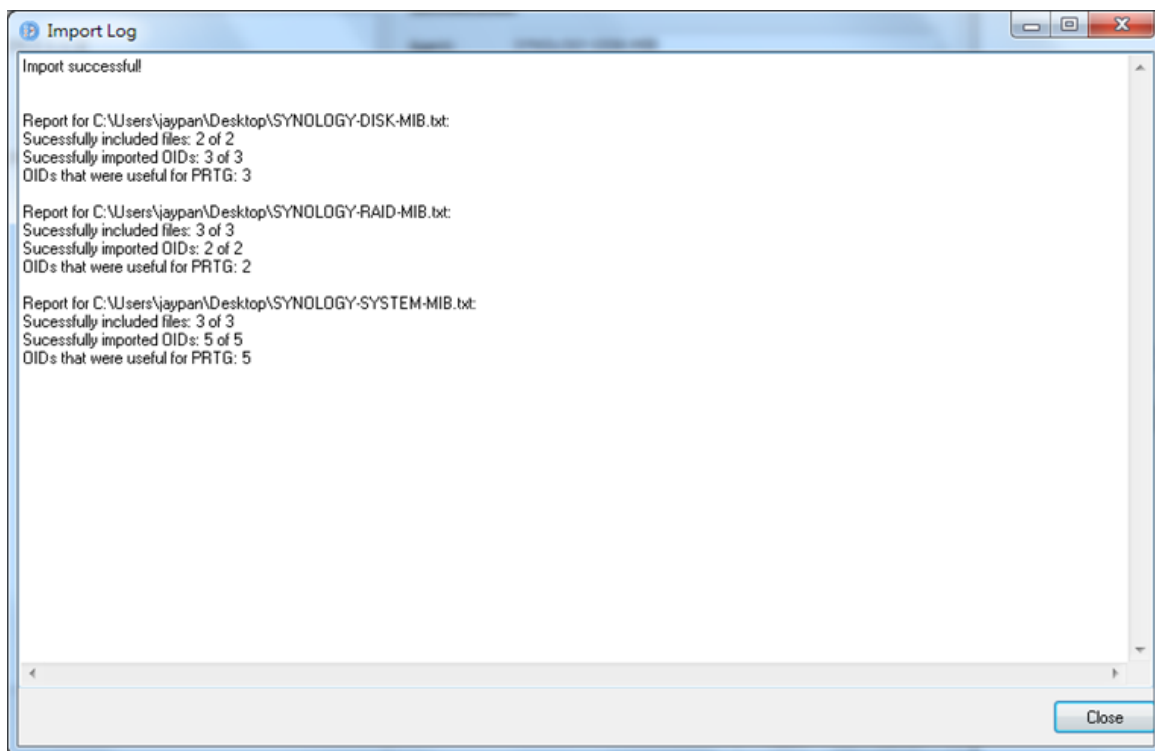 Import Log
Import successful!
Report for C:\Users\jaypan\Desktop\SYNOLOGY-DISK-MIB.txt:
Sucessfully included files: 2 of 2
Sucessfully imported OIDs: 3 of 3
OIDs that were useful for PRTG: 3
Report for C:\Users\jaypan\Desktop\SYNOLOGY-RAID-MIB.txt:
Sucessfully included files: 3 of 3
Sucessfully imported OIDs: 2 of 2
OIDs that were useful for PRTG: 2
Report for C:\Users\jaypan\Desktop\SYNOLOGY-SYSTEM-MIB.txt:
Sucessfully included files: 3 of 3
Sucessfully imported OIDs: 5 of 5
OIDs that were useful for PRTG: 5
Close